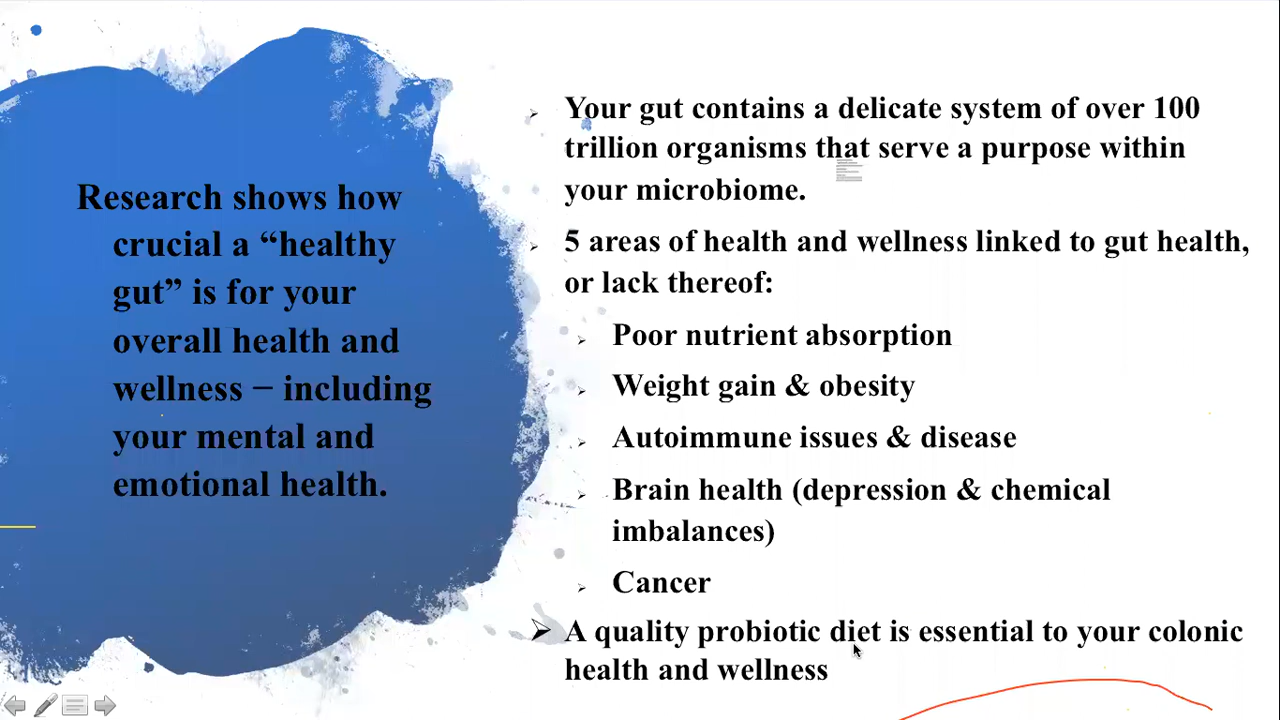 Research shows how
crucial a “healthy
gut” is for your
overall health and
wellness – including
your mental and
emotional health.
Your gut contains a delicate system of over 100
trillion organisms that serve a purpose within
your microbiome.
5 areas of health and wellness linked to gut health,
or lack thereof:
Poor nutrient absorption
Weight gain & obesity
Autoimmune issues & disease
Brain health (depression & chemical
imbalances)
Cancer
A quality probiotic diet is essential to your colonic
health and wellness